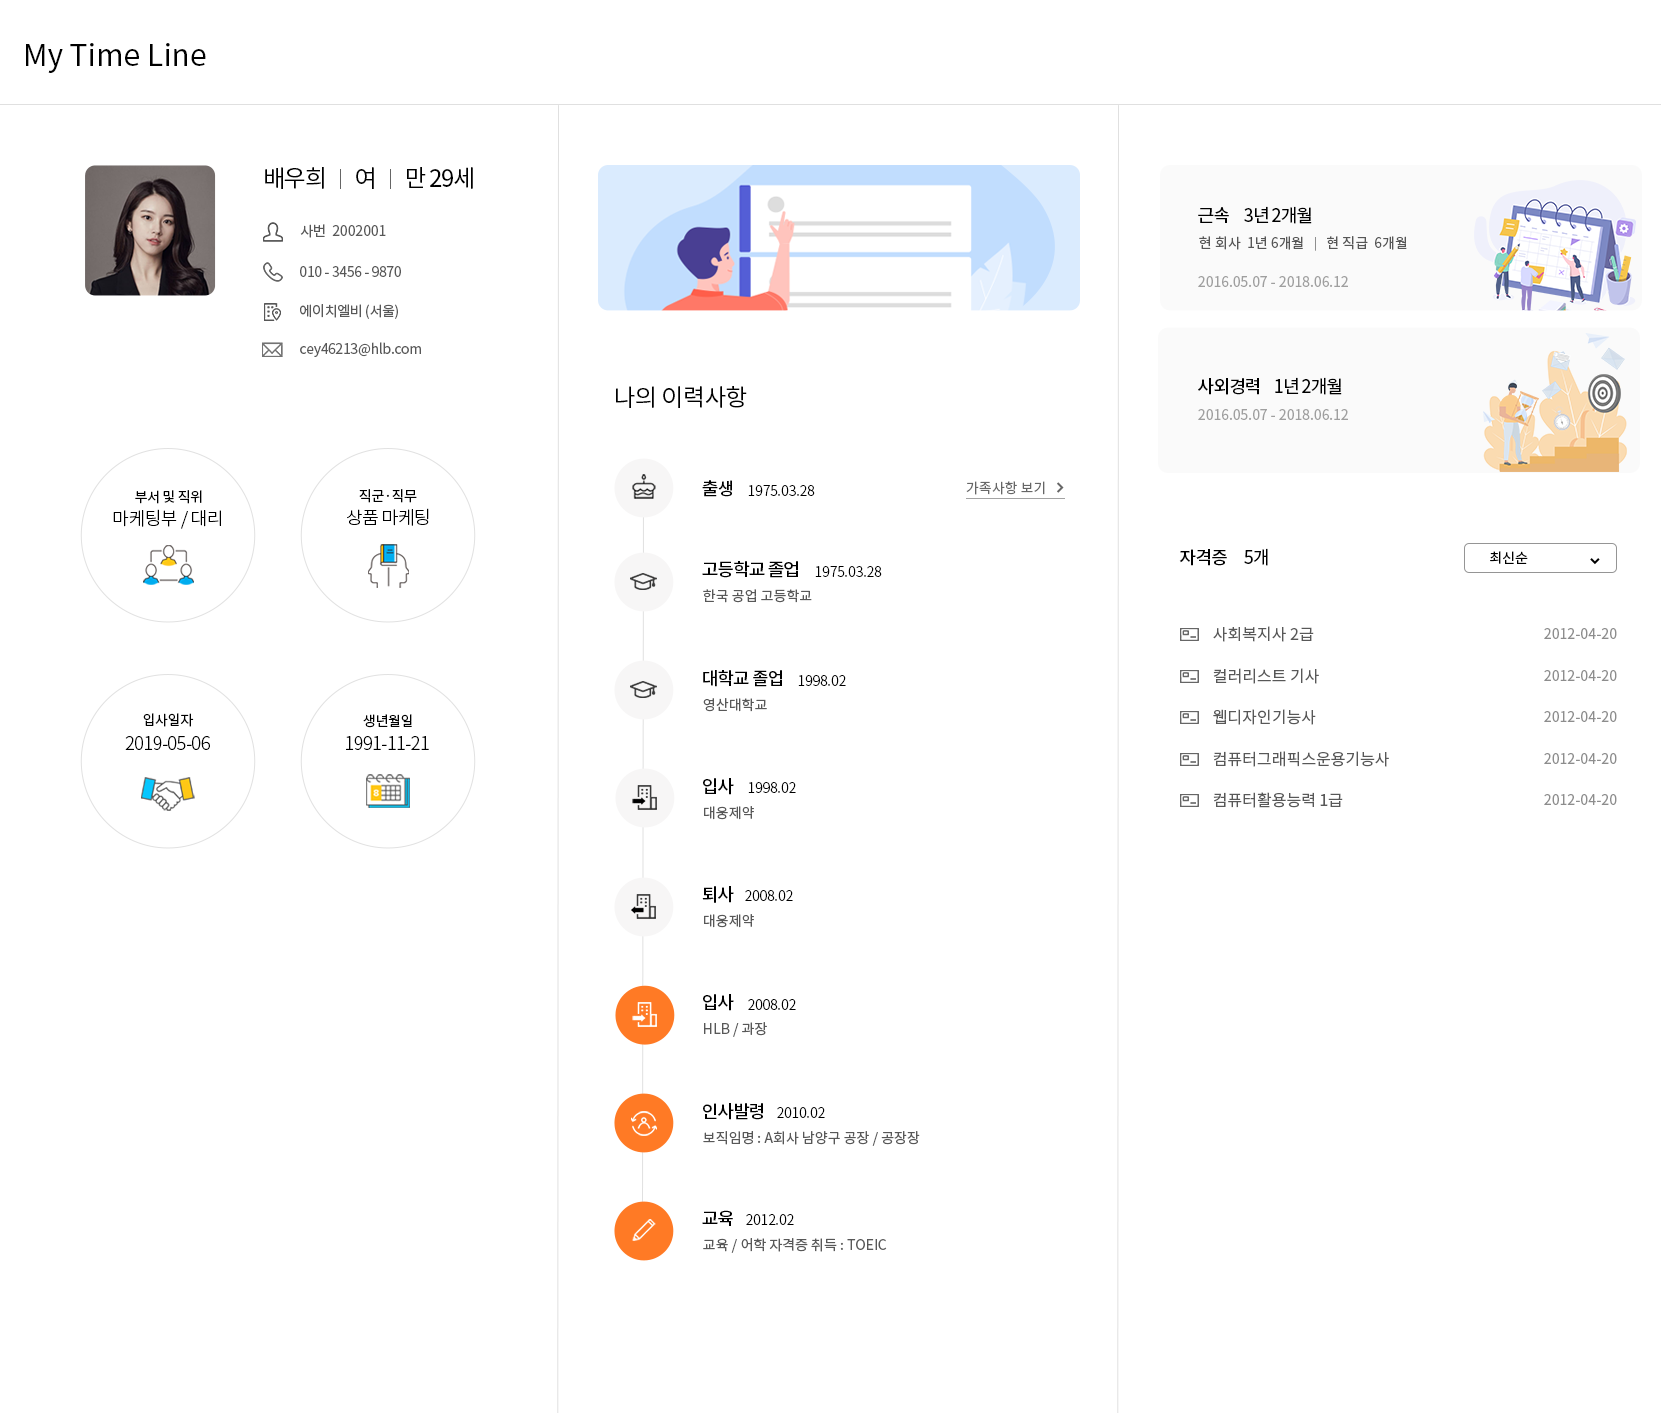 My Time Line
배우희 | 여 | 만 29세
사번 2002001
010 - 3456 - 9870
에이치엘비 (서울)
cey46213@hlb.com
부서 및 직위
마케팅부 / 대리
직군·직무
상품 마케팅
입사일자
2019-05-06
생년월일
1991-11-21
8
나의 이력사항
출생 1975.03.28
가족사항 보기
고등학교 졸업 1975.03.28
한국 공업 고등학교
대학교 졸업 1998.02
영산대학교
입사 1998.02
대웅제약
퇴사 2008.02
대웅제약
입사 2008.02
HLB / 과장
인사발령 2010.02
보직임명 : A회사 남양구 공장 / 공장장
교육 2012.02
교육 / 어학 자격증 취득 : TOEIC
근속 3년 2개월
현 회사 1년 6개월 | 현 직급 6개월
2016.05.07 - 2018.06.12
사외경력 1년 2개월
2016.05.07 - 2018.06.12
자격증 5개
최신순
사회복지사 2급 2012-04-20
컬러리스트 기사 2012-04-20
웹디자인기능사 2012-04-20
컴퓨터그래픽스운용기능사 2012-04-20
컴퓨터활용능력 1급 2012-04-20